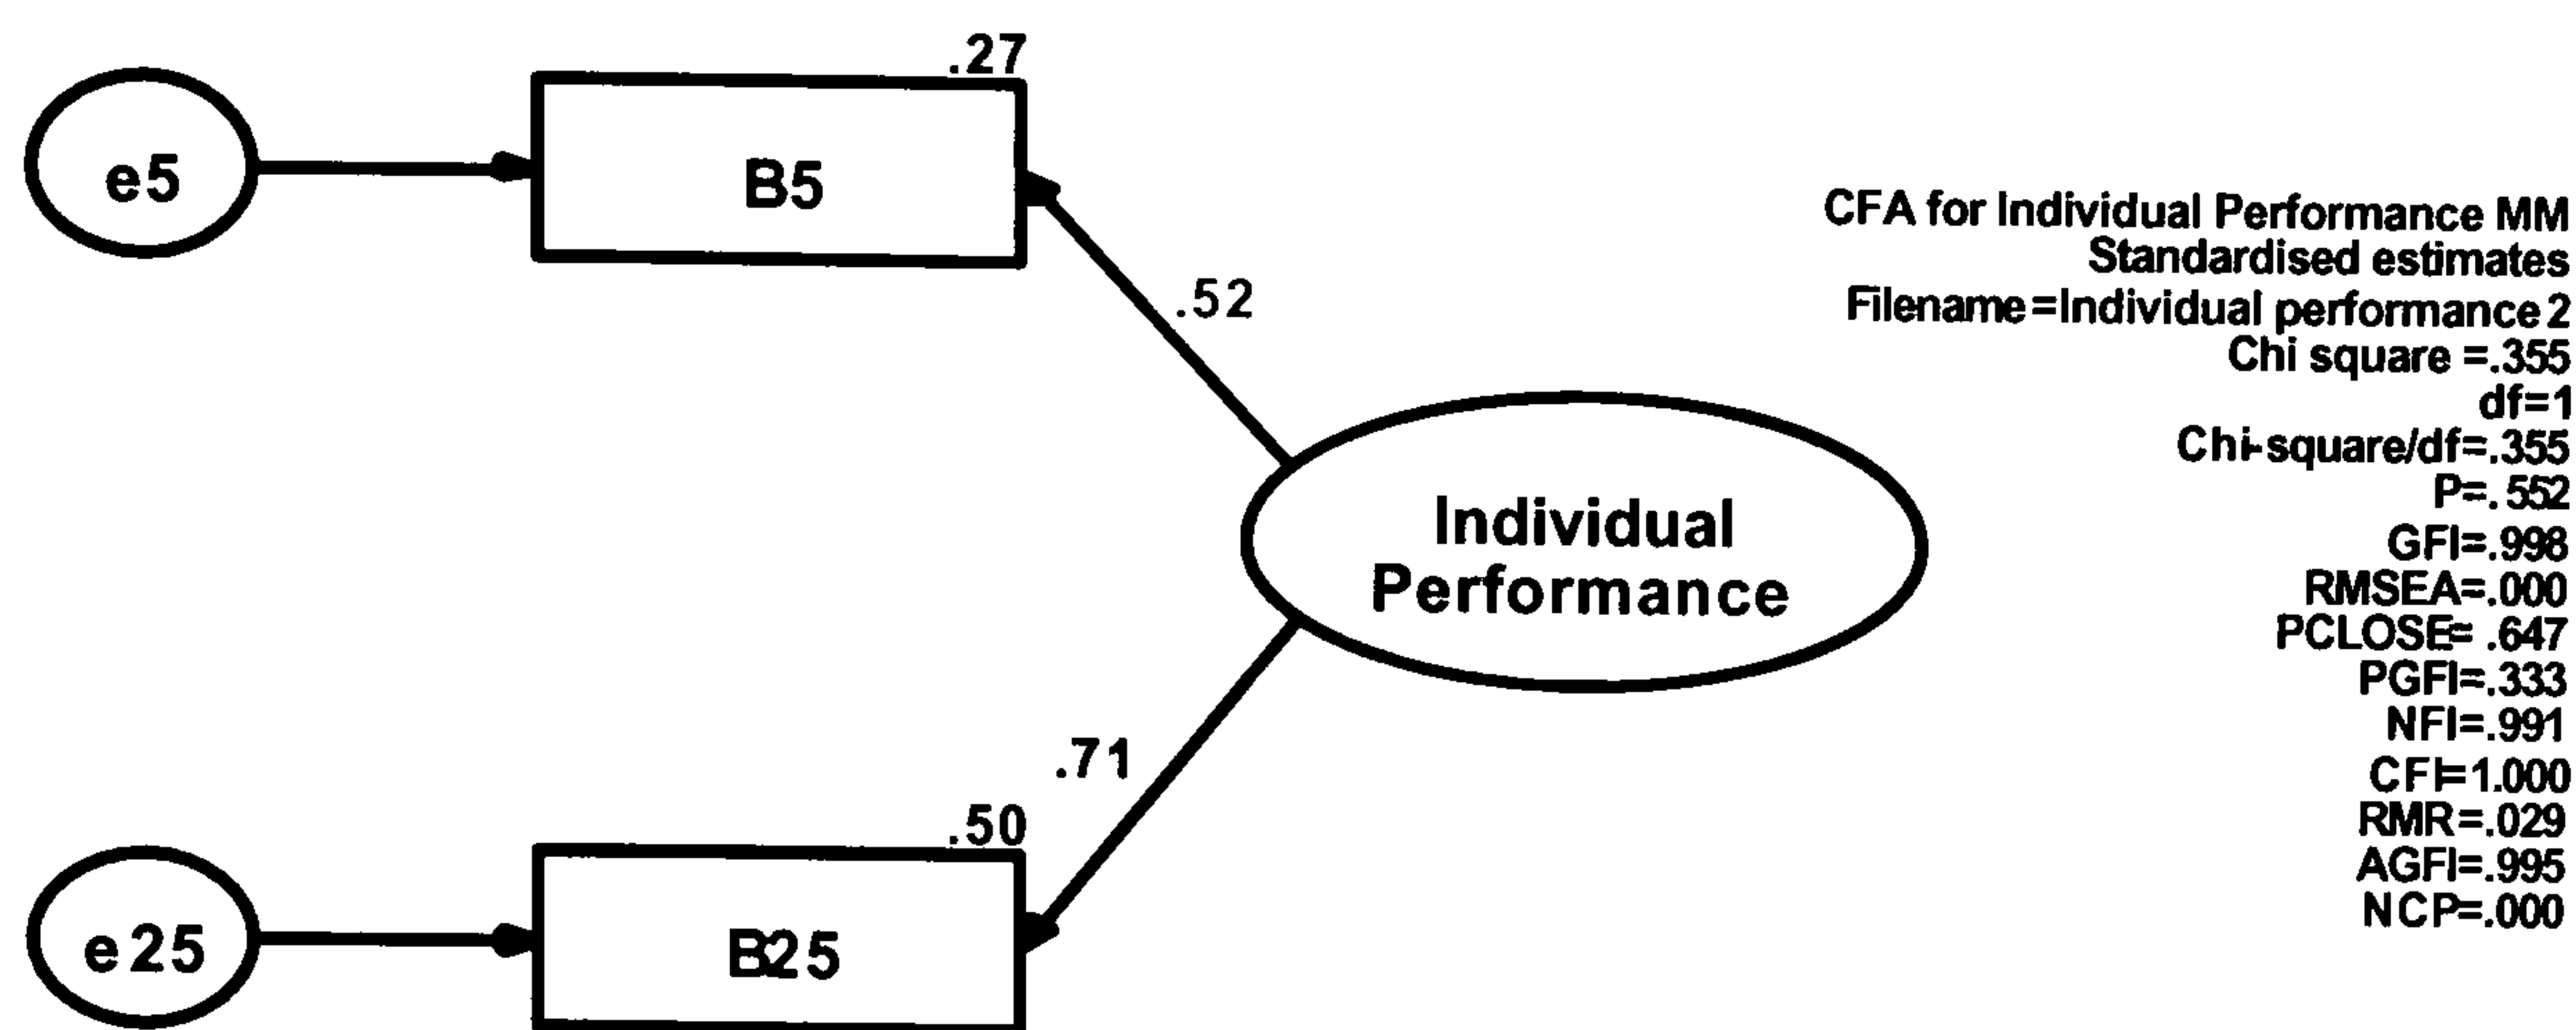 .27
e5
B5
.52
Individual
Performance
.71
.50
e25
B25
CFA for Individual Performance MM
Standardised estimates
Filename=Individual performance 2
Chi square =.355
df=1
Chi-square/df=.355
P=.552
GFI=.998
RMSEA=.000
PCLOSE= .647
PGFI=.333
NFI=.991
CFI=1.000
RMR=.029
AGFI=.995
NCP=.000